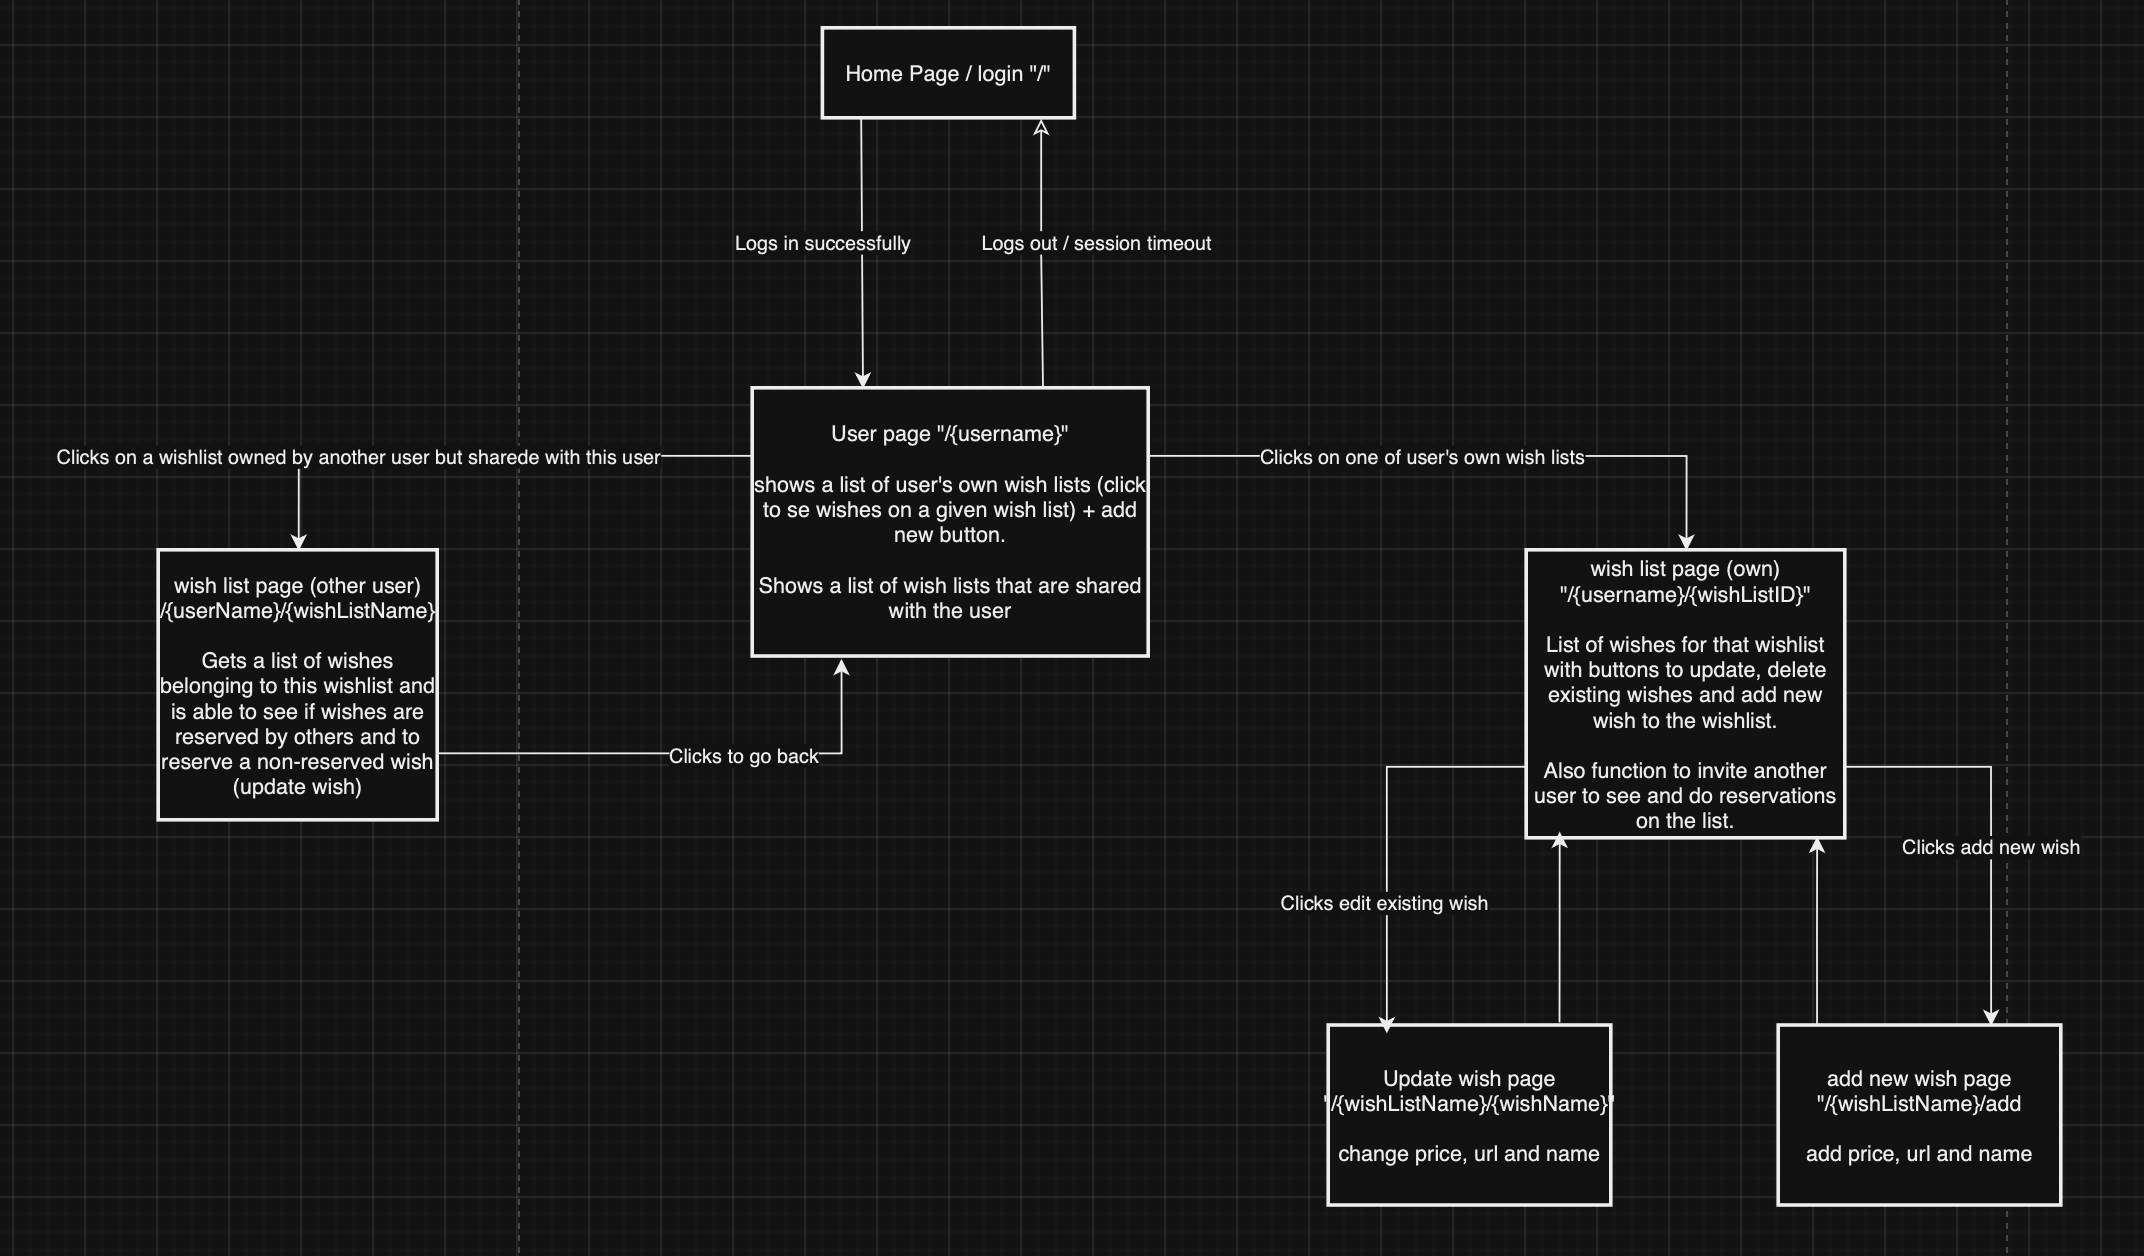 Home Page / login "/"
Logs in successfully
Logs out / session timeout
Clicks on a wishlist owned by another user but sharede with this user
User page "/{username}"
shows a list of user's own wish lists (click
to se wishes on a given wish list) + add
new button.
Shows a list of wish lists that are shared
with the user
Clicks on one of user's own wish lists
wish list page (other user)
/{userName}/{wishListName}
Gets a list of wishes
belonging to this wishlist and
is able to see if wishes are
reserved by others and to
reserve a non-reserved wish
(update wish)
Clicks to go back
wish list page (own)
"/{username}/{wishListID}"
List of wishes for that wishlist
with buttons to update, delete
existing wishes and add new
wish to the wishlist.
Also function to invite another
user to see and do reservations
on the list.
Clicks edit existing wish
Clicks add new wish
Update wish page
"/{wishListName}/{wishName}"
change price, url and name
add new wish page
"/{wishListName}/add
add price, url and name